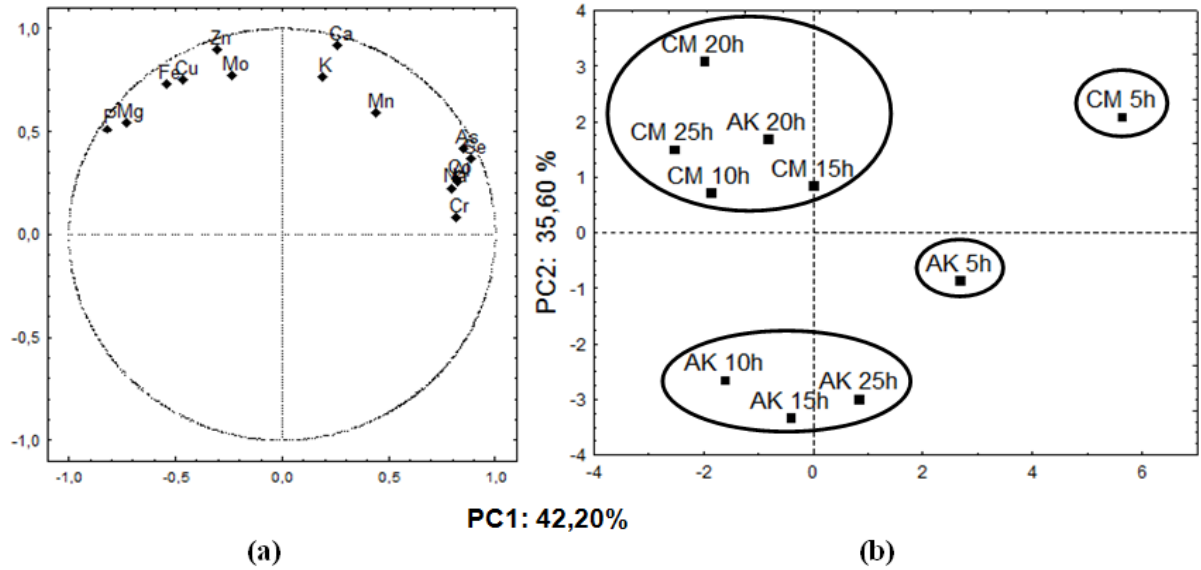 1,0
0,5
0,0
-0,5
-1,0
-1,0 -0,5 0,0 0,5 1,0
Zn
Ca
Fe
Cu
Mo
K
P
Mg
Mn
As
Se
Na
Cr
(a)
PC1: 42,20%
PC2: 35,60 %
4
3
2
1
0
-1
-2
-3
-4
-4 -2 0 2 4 6
CM 20h
CM 5h
CM 25h
AK 20h
CM 10h
CM 15h
AK 5h
AK 10h
AK 25h
AK 15h
(b)